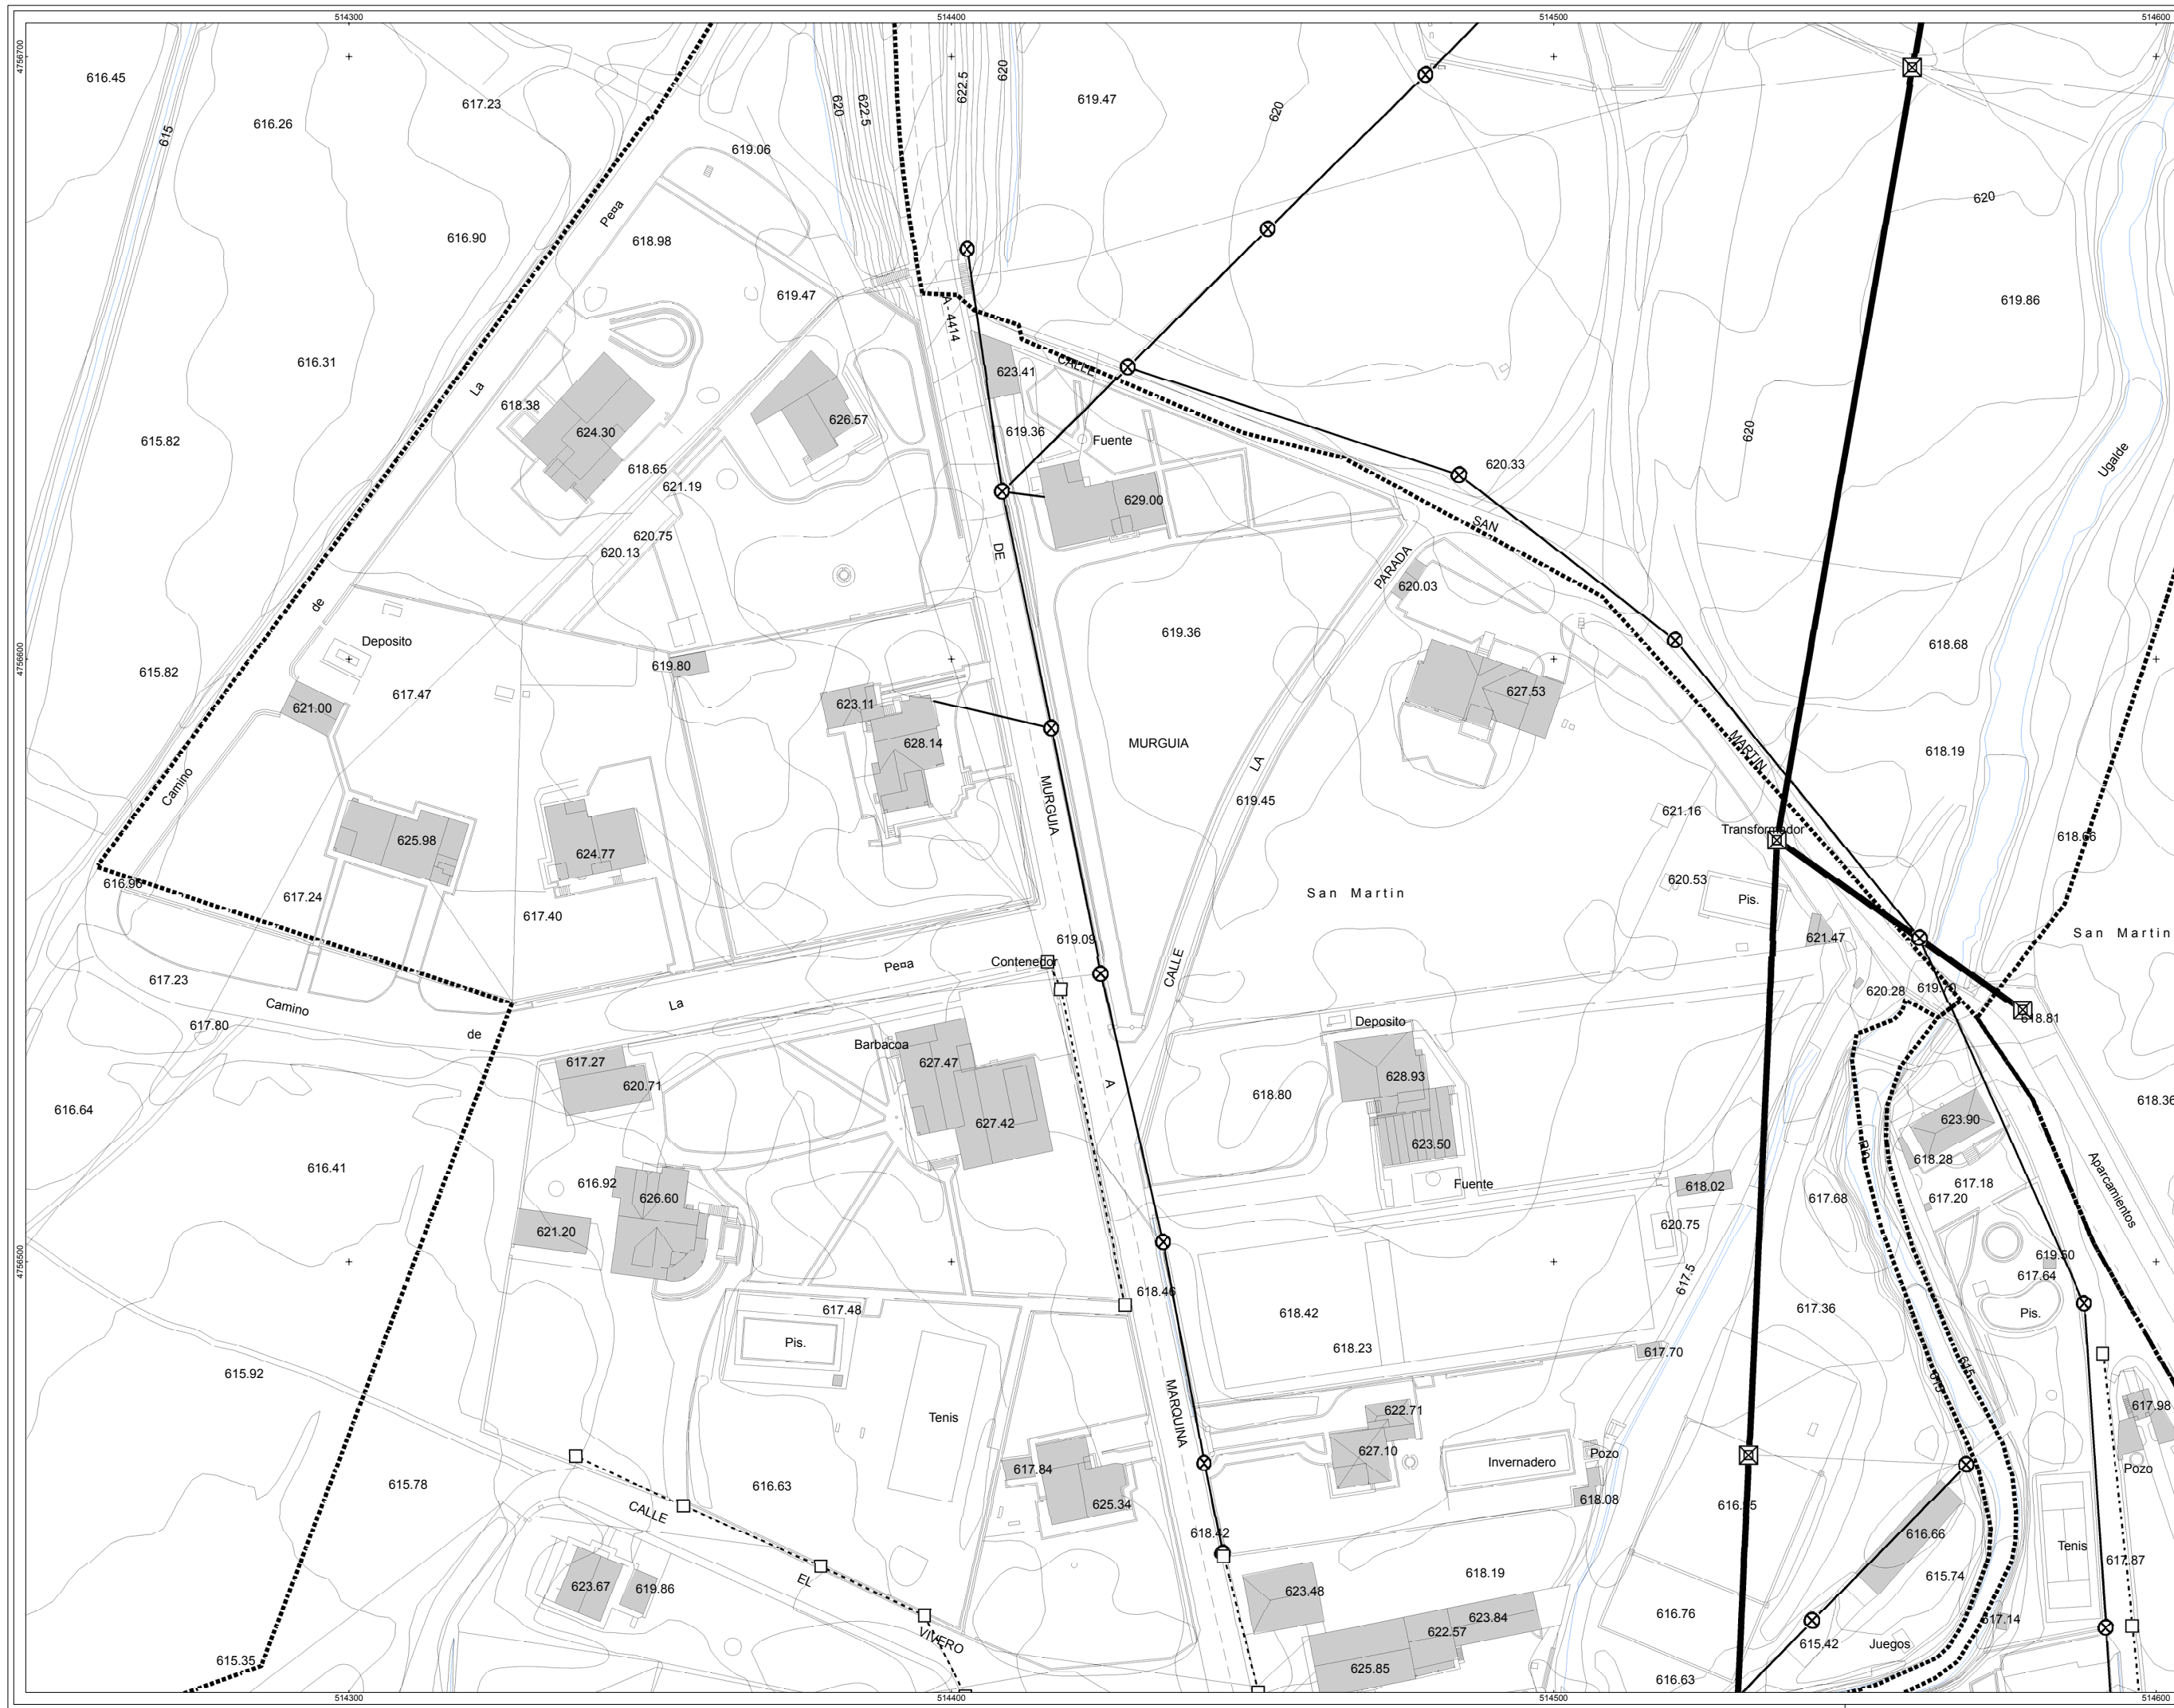 514300 514400 514500 514600
4756700
4756600
4756500
616.45
615
616.26
617.23
620
622.5
622.5
620
619.47
620
619.06
Pe¤a
616.90
618.98
619.47
A- 4414
620
619.86
616.31
La
618.38
624.30
626.57
623.41
CALLE
619.36
Fuente
620
Ugalde
615.82
618.65
621.19
629.00
620.33
SAN
620.75
620.13
DE
PARADA
620.03
de
Deposito
619.36
618.68
615.82
619.80
617.47
621.00
623.11
628.14
MURGUIA
627.53
MARTIN
618.19
LA
Camino
MURGUIA
619.45
621.16
Transformador
618.66
625.98
624.77
616.96
617.24
617.40
San Martin
620.53
Pis.
621.47
San Martin
619.09
Contenedor
CALLE
617.23
Pe¤a
La
Camino
de
617.80
Deposito
620.28
618.81
Barbacoa
627.47
617.27
620.71
628.93
A
618.80
616.64
627.42
623.50
623.90
618.36
Rio
616.41
616.92
626.60
621.20
Fuente
618.02
618.28
617.18
617.20
617.68
Aparcamientos
620.75
617.5
619.50
617.64
618.46
617.48
618.42
617.36
Pis.
Pis.
618.23
617.70
615.92
615
615
MARQUINA
Tenis
622.71
617.98
627.10
Invernadero
Pozo
Pozo
617.84
615.78
616.63
625.34
618.08
CALLE
618.42
616.66
Tenis
617.87
EL
623.67
619.86
623.48
618.19
615.74
616.76
623.84
622.57
617.14
VIVERO
615.42
Juegos
615.35
625.85
616.63
514300 514400 514500 514600